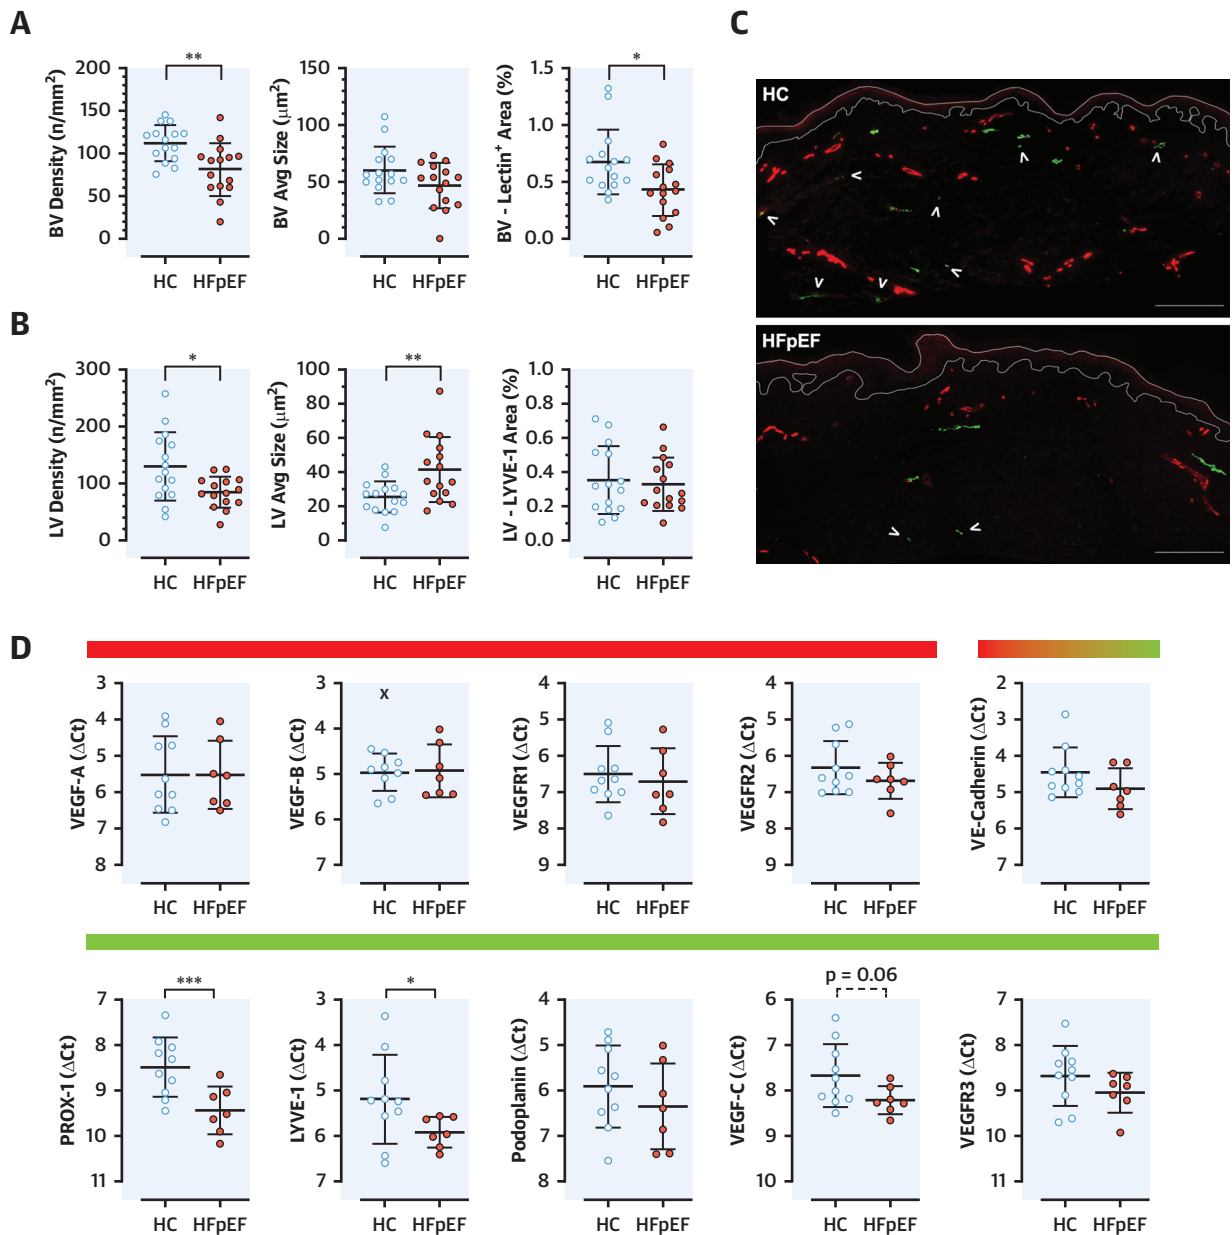 A
C
**
*
BV Density (n/mm²)
200
150
100
50
0
HC HFpEF
BV Avg Size (µm²)
150
100
50
0
HC HFpEF
BV - Lectin⁺ Area (%)
1.5
1.0
0.5
0.0
HC HFpEF
HC
>
>
>
>
>
>
v
v
HFpEF
>
>
B
*
**
LV Density (n/mm²)
300
200
100
0
HC HFpEF
LV Avg Size (µm²)
100
80
60
40
20
0
HC HFpEF
LV - LYVE-1 Area (%)
1.0
0.8
0.6
0.4
0.2
0.0
HC HFpEF
D
VEGF-A (ΔCt)
3
4
5
6
7
8
HC HFpEF
VEGF-B (ΔCt)
3
4
5
6
7
x
HC HFpEF
VEGFR1 (ΔCt)
4
5
6
7
8
9
HC HFpEF
VEGFR2 (ΔCt)
4
5
6
7
8
9
HC HFpEF
VE-Cadherin (ΔCt)
2
3
4
5
6
7
HC HFpEF
PROX-1 (ΔCt)
7
8
9
10
11
***
HC HFpEF
LYVE-1 (ΔCt)
3
4
5
6
7
*
HC HFpEF
Podoplanin (ΔCt)
4
5
6
7
8
HC HFpEF
VEGF-C (ΔCt)
6
7
8
9
10
p = 0.06
HC HFpEF
VEGFR3 (ΔCt)
7
8
9
10
11
HC HFpEF